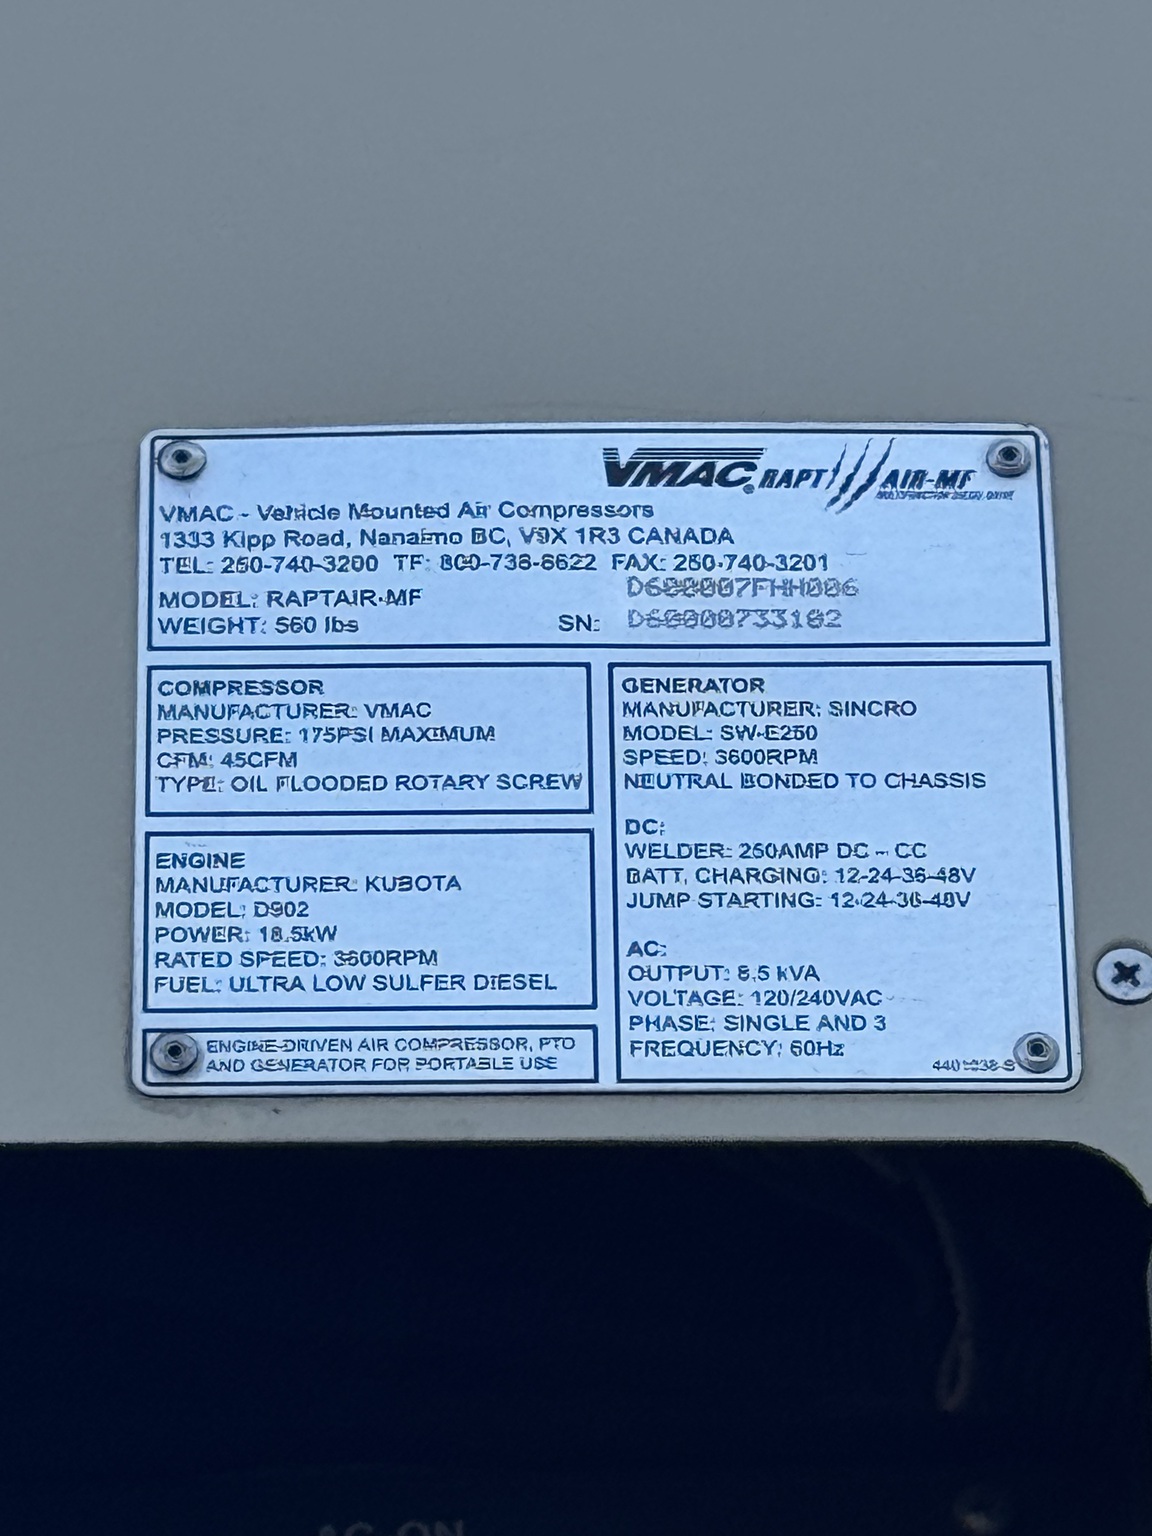 VMAC RAPTAIR-MF
VMAC - Vehicle Mounted Air Compressors
1333 Kipp Road, Nanaimo BC, V9X 1R3 CANADA
TEL: 250-740-3200 TF: 800-738-8622 FAX: 250-740-3201
D600007FHH006
MODEL: RAPTAIR-MF
WEIGHT: 560 lbs SN: D60000733102
COMPRESSOR
MANUFACTURER: VMAC
PRESSURE: 175PSI MAXIMUM
CFM: 45CFM
TYPE: OIL FLOODED ROTARY SCREW
ENGINE
MANUFACTURER: KUBOTA
MODEL: D902
POWER: 18.5kW
RATED SPEED: 3600RPM
FUEL: ULTRA LOW SULFER DIESEL
ENGINE-DRIVEN AIR COMPRESSOR, PTO
AND GENERATOR FOR PORTABLE USE
GENERATOR
MANUFACTURER: SINCRO
MODEL: SW-E250
SPEED: 3600RPM
NEUTRAL BONDED TO CHASSIS
DC:
WELDER: 250AMP DC - CC
BATT. CHARGING: 12-24-36-48V
JUMP STARTING: 12-24-36-48V
AC:
OUTPUT: 8.5 kVA
VOLTAGE: 120/240VAC
PHASE: SINGLE AND 3
FREQUENCY: 60Hz